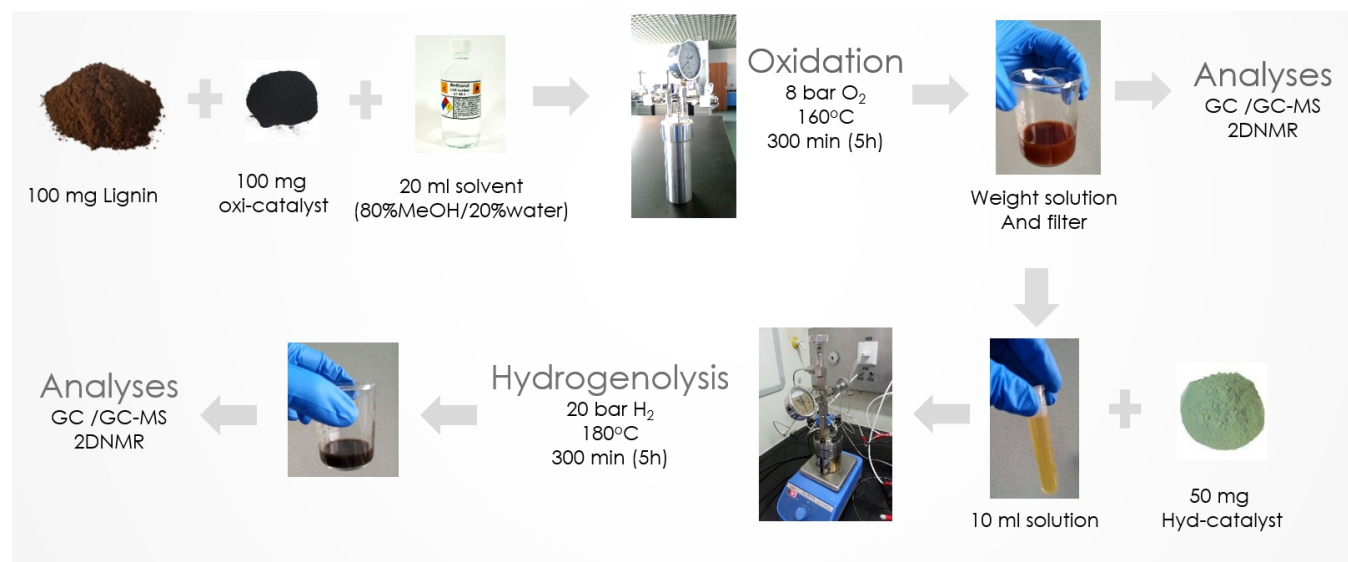 Oxidation
8 bar O₂
160°C
300 min (5h)
Analyses
GC /GC-MS
2DNMR
100 mg Lignin
100 mg
oxi-catalyst
20 ml solvent
(80%MeOH/20%water)
Weight solution
And filter
Analyses
GC /GC-MS
2DNMR
Hydrogenolysis
20 bar H₂
180°C
300 min (5h)
10 ml solution
50 mg
Hyd-catalyst
Methanol